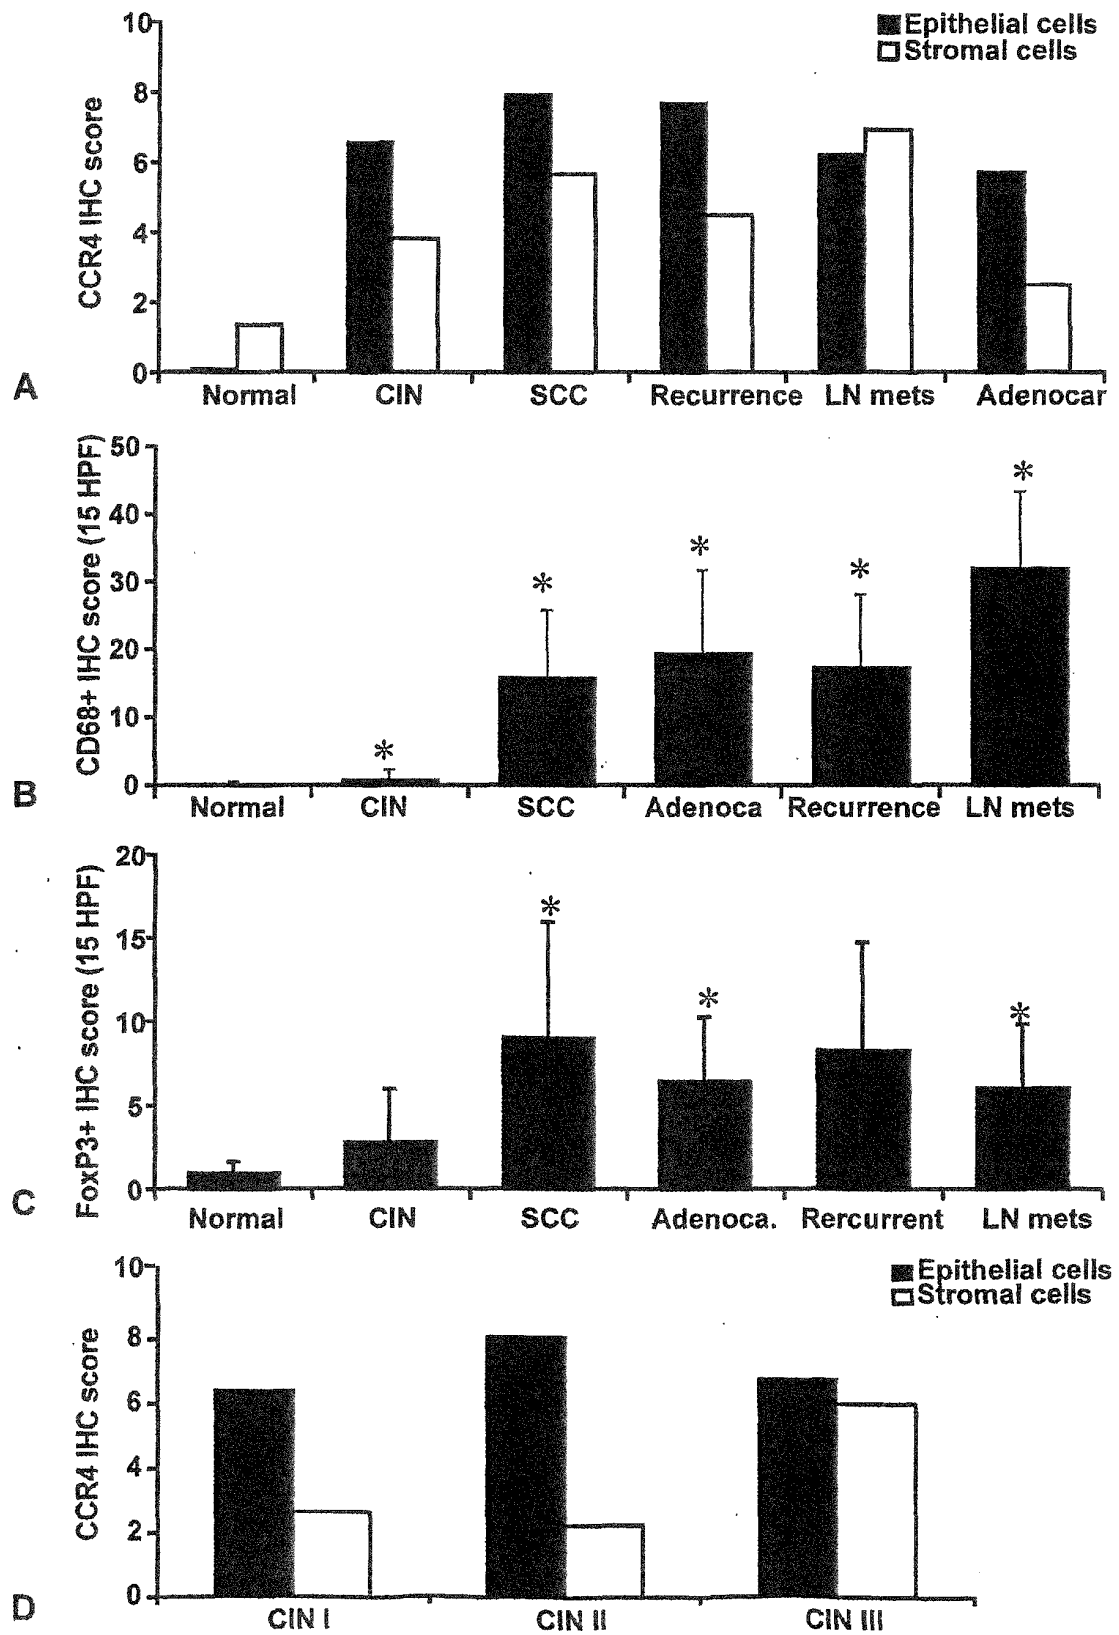 10
Epithelial cells
Stromal cells
8
6
4
2
0
CCR4 IHC score
A
Normal CIN SCC Recurrence LN mets Adenocar
50
40
30
20
10
0
CD68+ IHC score (15 HPF)
* * * * *
B
Normal CIN SCC Adenoca Recurrence LN mets
20
15
10
5
0
FoxP3+ IHC score (15 HPF)
* * *
C
Normal CIN SCC Adenoca. Rercurrent LN mets
10
Epithelial cells
Stromal cells
8
6
4
2
0
CCR4 IHC score
D
CIN I CIN II CIN III